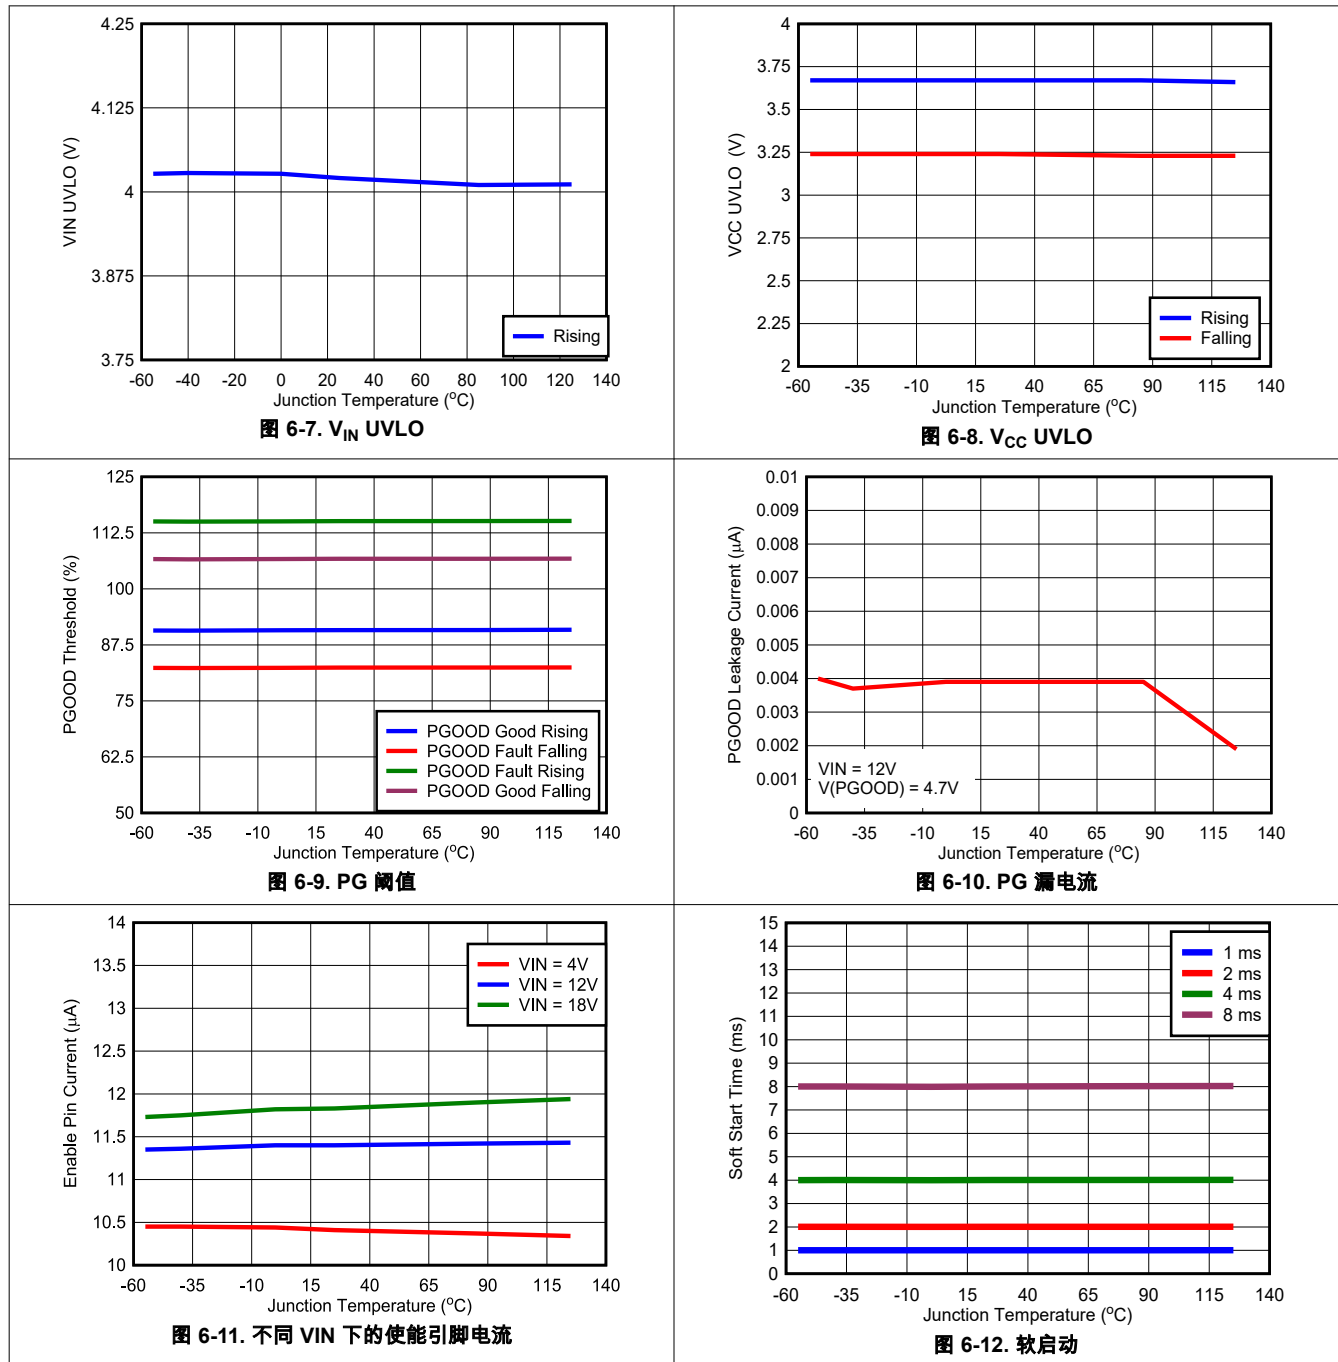 4.25
4.125
4
3.875
3.75
VIN UVLO (V)
Rising
-60 -40 -20 0 20 40 60 80 100 120 140
Junction Temperature (°C)
图 6-7. VIN UVLO
4
3.75
3.5
3.25
3
2.75
2.5
2.25
2
VCC UVLO (V)
Rising
Falling
-60 -35 -10 15 40 65 90 115 140
Junction Temperature (°C)
图 6-8. VCC UVLO
125
112.5
100
87.5
75
62.5
50
PGOOD Threshold (%)
PGOOD Good Rising
PGOOD Fault Falling
PGOOD Fault Rising
PGOOD Good Falling
-60 -35 -10 15 40 65 90 115 140
Junction Temperature (°C)
图 6-9. PG 阈值
0.01
0.009
0.008
0.007
0.006
0.005
0.004
0.003
0.002
0.001
0
PGOOD Leakage Current (μA)
VIN = 12V
V(PGOOD) = 4.7V
-60 -35 -10 15 40 65 90 115 140
Junction Temperature (°C)
图 6-10. PG 漏电流
14
13.5
13
12.5
12
11.5
11
10.5
10
Enable Pin Current (μA)
VIN = 4V
VIN = 12V
VIN = 18V
-60 -35 -10 15 40 65 90 115 140
Junction Temperature (°C)
图 6-11. 不同 VIN 下的使能引脚电流
15
14
13
12
11
10
9
8
7
6
5
4
3
2
1
0
Soft Start Time (ms)
1 ms
2 ms
4 ms
8 ms
-60 -35 -10 15 40 65 90 115 140
Junction Temperature (°C)
图 6-12. 软启动